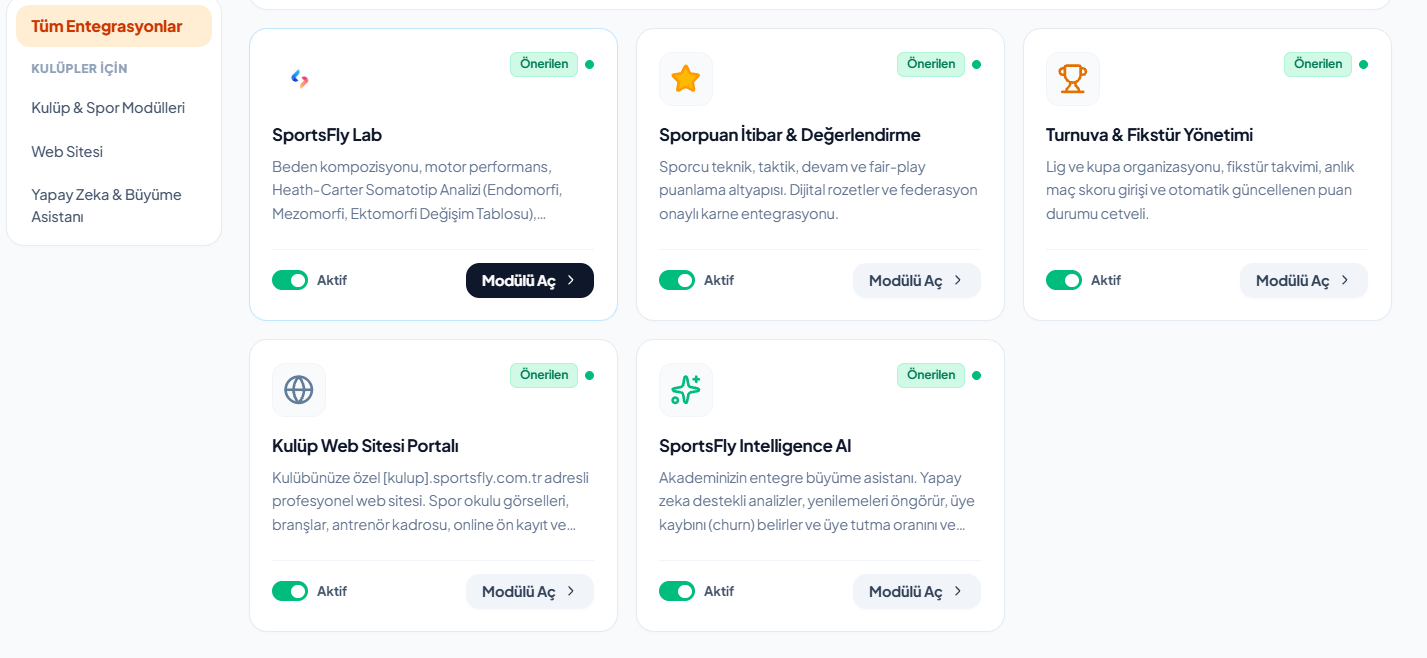 Tüm Entegrasyonlar
KULÜPLER İÇİN
Kulüp & Spor Modülleri
Web Sitesi
Yapay Zeka & Büyüme
Asistanı
Önerilen
SportsFly Lab
Beden kompozisyonu, motor performans,
Heath-Carter Somatotip Analizi (Endomorfi,
Mezomorfi, Ektomorfi Değişim Tablosu),...
Aktif
Modülü Aç
Önerilen
Sporpuan İtibar & Değerlendirme
Sporcu teknik, taktik, devam ve fair-play
puanlama altyapısı. Dijital rozetler ve federasyon
onaylı karne entegrasyonu.
Aktif
Modülü Aç
Önerilen
Turnuva & Fikstür Yönetimi
Lig ve kupa organizasyonu, fikstür takvimi, anlık
maç skoru girişi ve otomatik güncellenen puan
durumu cetveli.
Aktif
Modülü Aç
Önerilen
Kulüp Web Sitesi Portalı
Kulübünüze özel [kulup].sportsfly.com.tr adresli
profesyonel web sitesi. Spor okulu görselleri,
branşlar, antrenör kadrosu, online ön kayıt ve...
Aktif
Modülü Aç
Önerilen
SportsFly Intelligence AI
Akademinizin entegre büyüme asistanı. Yapay
zeka destekli analizler, yenilemeleri öngörür, üye
kaybını (churn) belirler ve üye tutma oranını ve...
Aktif
Modülü Aç